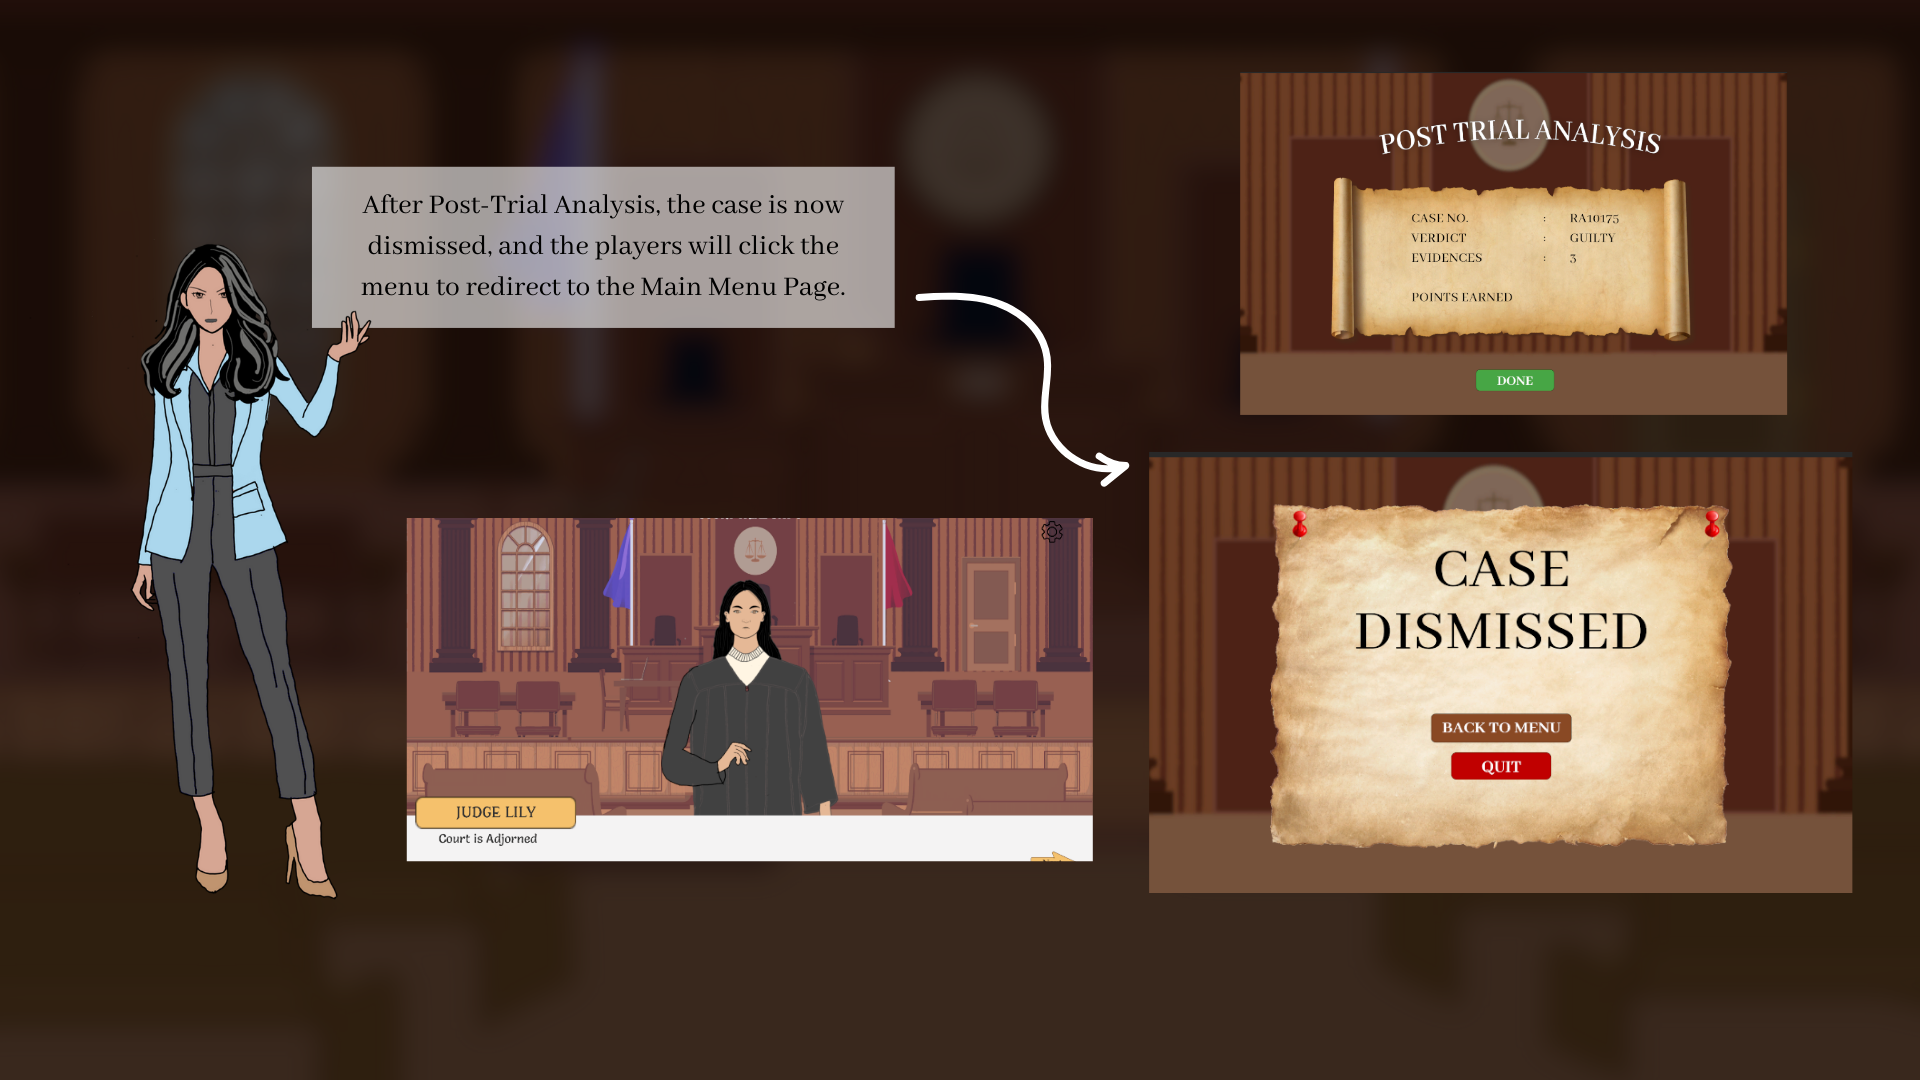 After Post-Trial Analysis, the case is now
dismissed, and the players will click the
menu to redirect to the Main Menu Page.
POST TRIAL ANALYSIS
CASE NO. : RA10175
VERDICT : GUILTY
EVIDENCES : 3
POINTS EARNED
DONE
JUDGE LILY
Court is Adjorned
CASE
DISMISSED
BACK TO MENU
QUIT